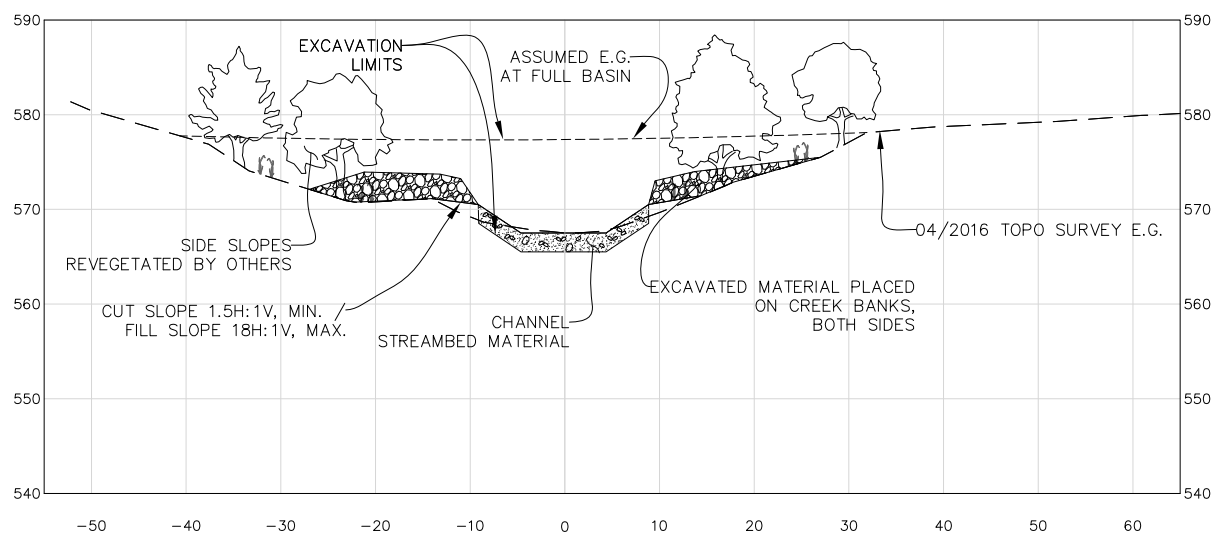 590
590
EXCAVATION
LIMITS
ASSUMED E.G.
AT FULL BASIN
580
580
570
570
04/2016 TOPO SURVEY E.G.
SIDE SLOPES
REVEGETATED BY OTHERS
EXCAVATED MATERIAL PLACED
ON CREEK BANKS,
BOTH SIDES
560
560
CUT SLOPE 1.5H:1V, MIN.
FILL SLOPE 18H:1V, MAX.
CHANNEL
STREAMBED MATERIAL
550
550
540
540
-50 -40 -30 -20 -10 0 10 20 30 40 50 60